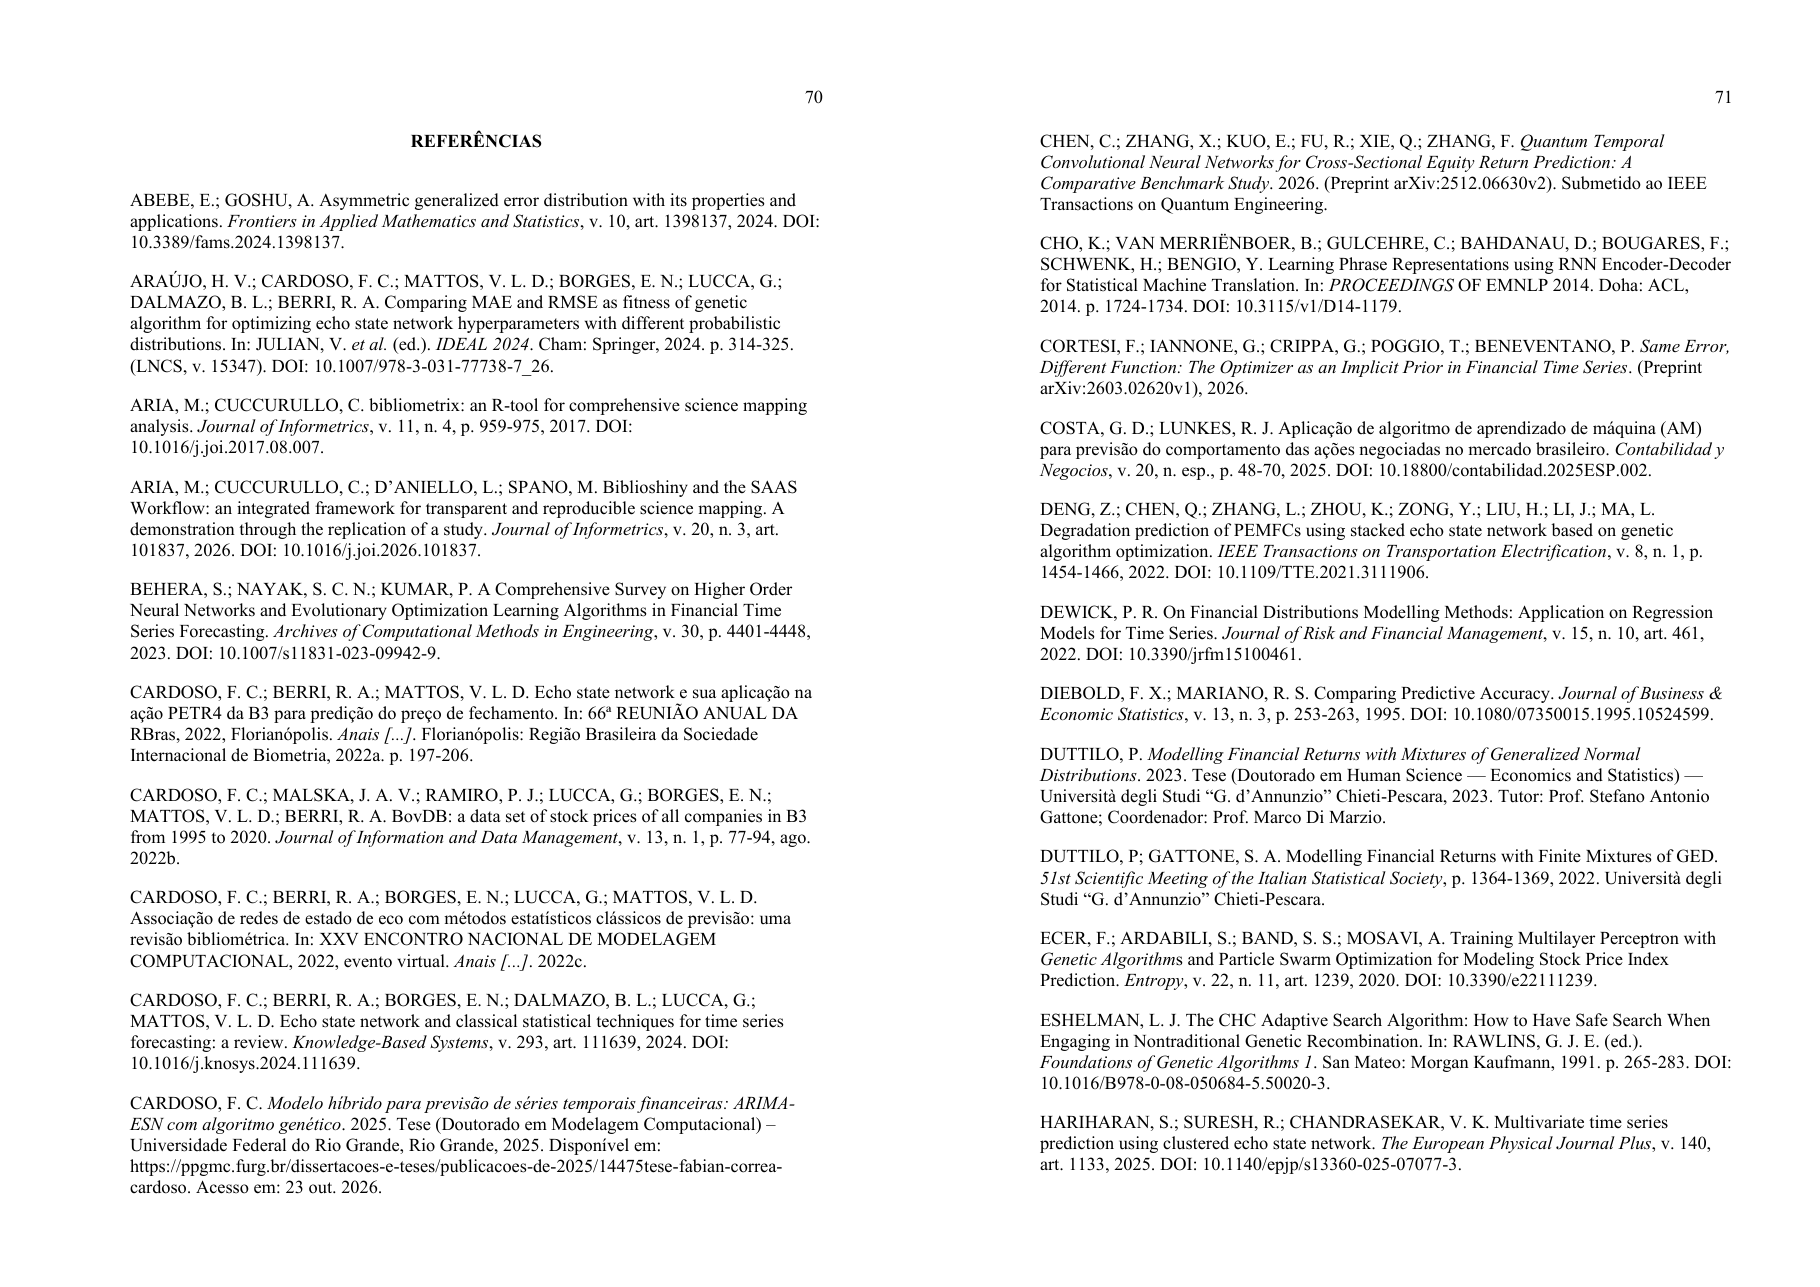 70
REFERÊNCIAS
ABEBE, E.; GOSHU, A. Asymmetric generalized error distribution with its properties and
applications. Frontiers in Applied Mathematics and Statistics, v. 10, art. 1398137, 2024. DOI:
10.3389/fams.2024.1398137.
ARAÚJO, H. V.; CARDOSO, F. C.; MATTOS, V. L. D.; BORGES, E. N.; LUCCA, G.;
DALMAZO, B. L.; BERRI, R. A. Comparing MAE and RMSE as fitness of genetic
algorithm for optimizing echo state network hyperparameters with different probabilistic
distributions. In: JULIAN, V. et al. (ed.). IDEAL 2024. Cham: Springer, 2024. p. 314-325.
(LNCS, v. 15347). DOI: 10.1007/978-3-031-77738-7_26.
ARIA, M.; CUCCURULLO, C. bibliometrix: an R-tool for comprehensive science mapping
analysis. Journal of Informetrics, v. 11, n. 4, p. 959-975, 2017. DOI:
10.1016/j.joi.2017.08.007.
ARIA, M.; CUCCURULLO, C.; D’ANIELLO, L.; SPANO, M. Biblioshiny and the SAAS
Workflow: an integrated framework for transparent and reproducible science mapping. A
demonstration through the replication of a study. Journal of Informetrics, v. 20, n. 3, art.
101837, 2026. DOI: 10.1016/j.joi.2026.101837.
BEHERA, S.; NAYAK, S. C. N.; KUMAR, P. A Comprehensive Survey on Higher Order
Neural Networks and Evolutionary Optimization Learning Algorithms in Financial Time
Series Forecasting. Archives of Computational Methods in Engineering, v. 30, p. 4401-4448,
2023. DOI: 10.1007/s11831-023-09942-9.
CARDOSO, F. C.; BERRI, R. A.; MATTOS, V. L. D. Echo state network e sua aplicação na
ação PETR4 da B3 para predição do preço de fechamento. In: 66ª REUNIÃO ANUAL DA
RBras, 2022, Florianópolis. Anais [...]. Florianópolis: Região Brasileira da Sociedade
Internacional de Biometria, 2022a. p. 197-206.
CARDOSO, F. C.; MALSKA, J. A. V.; RAMIRO, P. J.; LUCCA, G.; BORGES, E. N.;
MATTOS, V. L. D.; BERRI, R. A. BovDB: a data set of stock prices of all companies in B3
from 1995 to 2020. Journal of Information and Data Management, v. 13, n. 1, p. 77-94, ago.
2022b.
CARDOSO, F. C.; BERRI, R. A.; BORGES, E. N.; LUCCA, G.; MATTOS, V. L. D.
Associação de redes de estado de eco com métodos estatísticos clássicos de previsão: uma
revisão bibliométrica. In: XXV ENCONTRO NACIONAL DE MODELAGEM
COMPUTACIONAL, 2022, evento virtual. Anais [...]. 2022c.
CARDOSO, F. C.; BERRI, R. A.; BORGES, E. N.; DALMAZO, B. L.; LUCCA, G.;
MATTOS, V. L. D. Echo state network and classical statistical techniques for time series
forecasting: a review. Knowledge-Based Systems, v. 293, art. 111639, 2024. DOI:
10.1016/j.knosys.2024.111639.
CARDOSO, F. C. Modelo híbrido para previsão de séries temporais financeiras: ARIMA-
ESN com algoritmo genético. 2025. Tese (Doutorado em Modelagem Computacional) –
Universidade Federal do Rio Grande, Rio Grande, 2025. Disponível em:
https://ppgmc.furg.br/dissertacoes-e-teses/publicacoes-de-2025/14475tese-fabian-correa-
cardoso. Acesso em: 23 out. 2026.
71
CHEN, C.; ZHANG, X.; KUO, E.; FU, R.; XIE, Q.; ZHANG, F. Quantum Temporal
Convolutional Neural Networks for Cross-Sectional Equity Return Prediction: A
Comparative Benchmark Study. 2026. (Preprint arXiv:2512.06630v2). Submetido ao IEEE
Transactions on Quantum Engineering.
CHO, K.; VAN MERRIËNBOER, B.; GULCEHRE, C.; BAHDANAU, D.; BOUGARES, F.;
SCHWENK, H.; BENGIO, Y. Learning Phrase Representations using RNN Encoder-Decoder
for Statistical Machine Translation. In: PROCEEDINGS OF EMNLP 2014. Doha: ACL,
2014. p. 1724-1734. DOI: 10.3115/v1/D14-1179.
CORTESI, F.; IANNONE, G.; CRIPPA, G.; POGGIO, T.; BENEVENTANO, P. Same Error,
Different Function: The Optimizer as an Implicit Prior in Financial Time Series. (Preprint
arXiv:2603.02620v1), 2026.
COSTA, G. D.; LUNKES, R. J. Aplicação de algoritmo de aprendizado de máquina (AM)
para previsão do comportamento das ações negociadas no mercado brasileiro. Contabilidad y
Negocios, v. 20, n. esp., p. 48-70, 2025. DOI: 10.18800/contabilidad.2025ESP.002.
DENG, Z.; CHEN, Q.; ZHANG, L.; ZHOU, K.; ZONG, Y.; LIU, H.; LI, J.; MA, L.
Degradation prediction of PEMFCs using stacked echo state network based on genetic
algorithm optimization. IEEE Transactions on Transportation Electrification, v. 8, n. 1, p.
1454-1466, 2022. DOI: 10.1109/TTE.2021.3111906.
DEWICK, P. R. On Financial Distributions Modelling Methods: Application on Regression
Models for Time Series. Journal of Risk and Financial Management, v. 15, n. 10, art. 461,
2022. DOI: 10.3390/jrfm15100461.
DIEBOLD, F. X.; MARIANO, R. S. Comparing Predictive Accuracy. Journal of Business &
Economic Statistics, v. 13, n. 3, p. 253-263, 1995. DOI: 10.1080/07350015.1995.10524599.
DUTTILO, P. Modelling Financial Returns with Mixtures of Generalized Normal
Distributions. 2023. Tese (Doutorado em Human Science — Economics and Statistics) —
Università degli Studi “G. d’Annunzio” Chieti-Pescara, 2023. Tutor: Prof. Stefano Antonio
Gattone; Coordenador: Prof. Marco Di Marzio.
DUTTILO, P; GATTONE, S. A. Modelling Financial Returns with Finite Mixtures of GED.
51st Scientific Meeting of the Italian Statistical Society, p. 1364-1369, 2022. Università degli
Studi “G. d’Annunzio” Chieti-Pescara.
ECER, F.; ARDABILI, S.; BAND, S. S.; MOSAVI, A. Training Multilayer Perceptron with
Genetic Algorithms and Particle Swarm Optimization for Modeling Stock Price Index
Prediction. Entropy, v. 22, n. 11, art. 1239, 2020. DOI: 10.3390/e22111239.
ESHELMAN, L. J. The CHC Adaptive Search Algorithm: How to Have Safe Search When
Engaging in Nontraditional Genetic Recombination. In: RAWLINS, G. J. E. (ed.).
Foundations of Genetic Algorithms 1. San Mateo: Morgan Kaufmann, 1991. p. 265-283. DOI:
10.1016/B978-0-08-050684-5.50020-3.
HARIHARAN, S.; SURESH, R.; CHANDRASEKAR, V. K. Multivariate time series
prediction using clustered echo state network. The European Physical Journal Plus, v. 140,
art. 1133, 2025. DOI: 10.1140/epjp/s13360-025-07077-3.